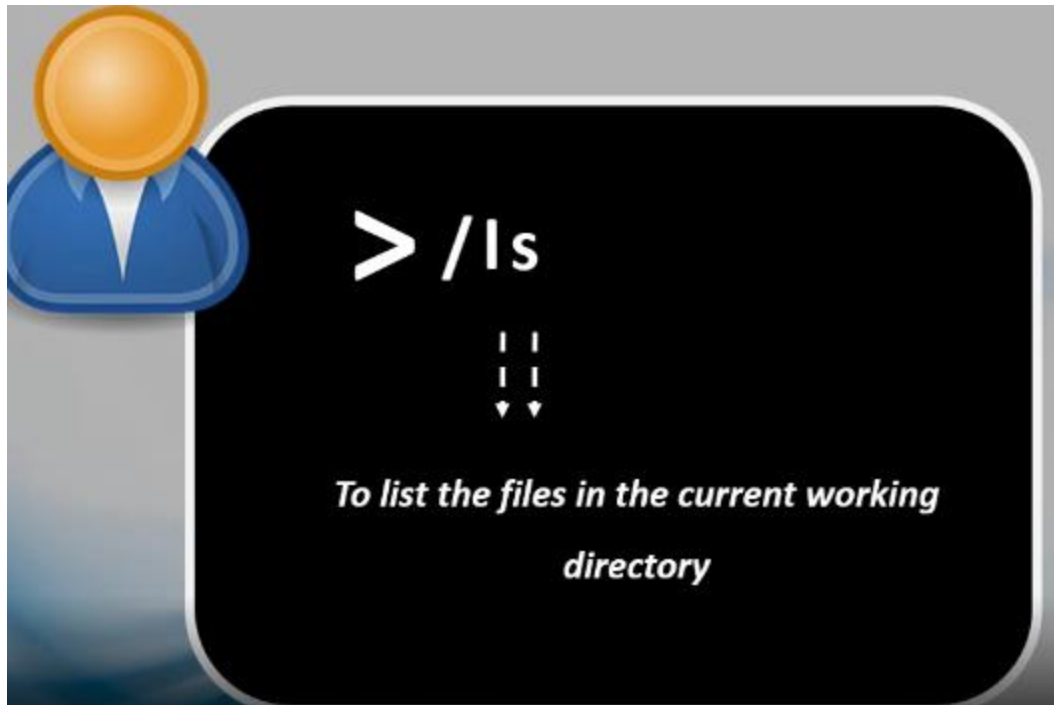 > /ls
To list the files in the current working
directory